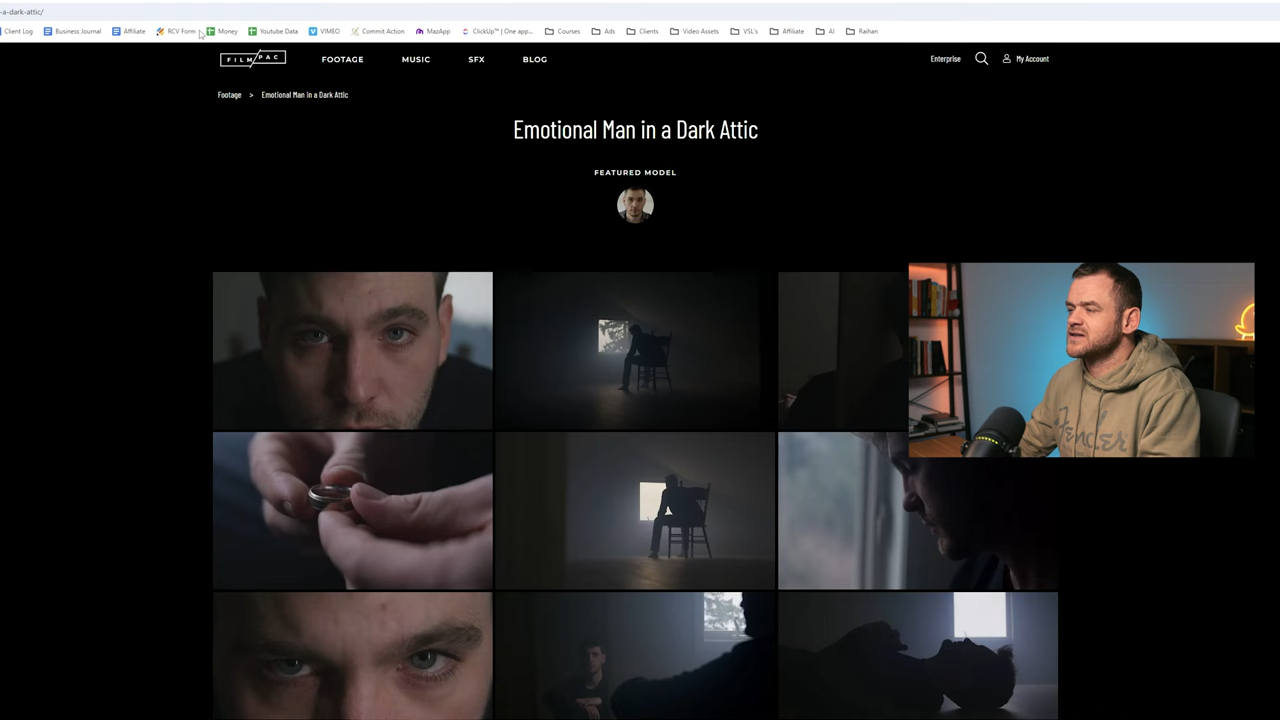 -a-dark-attic/
Client Log Business Journal Affiliate RCV Form Money Youtube Data VIMEO Commit Action MazApp ClickUp™ | One app... Courses Ads Clients Video Assets VSL's Affiliate AI Raihan
FILM PAC FOOTAGE MUSIC SFX BLOG Enterprise My Account
Footage > Emotional Man in a Dark Attic
Emotional Man in a Dark Attic
FEATURED MODEL
Fender